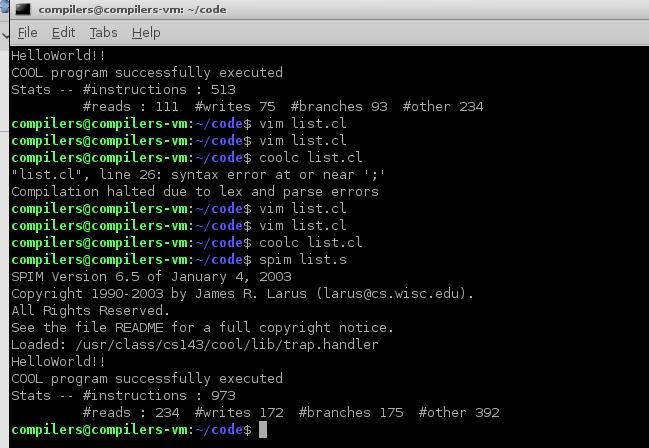 compilers@compilers-vm: ~/code
File Edit Tabs Help
HelloWorld!!
COOL program successfully executed
Stats -- #instructions : 513
         #reads : 111  #writes 75  #branches 93  #other 234
compilers@compilers-vm:~/code$ vim list.cl
compilers@compilers-vm:~/code$ vim list.cl
compilers@compilers-vm:~/code$ coolc list.cl
"list.cl", line 26: syntax error at or near ';'
Compilation halted due to lex and parse errors
compilers@compilers-vm:~/code$ vim list.cl
compilers@compilers-vm:~/code$ vim list.cl
compilers@compilers-vm:~/code$ coolc list.cl
compilers@compilers-vm:~/code$ spim list.s
SPIM Version 6.5 of January 4, 2003
Copyright 1990-2003 by James R. Larus (larus@cs.wisc.edu).
All Rights Reserved.
See the file README for a full copyright notice.
Loaded: /usr/class/cs143/cool/lib/trap.handler
HelloWorld!!
COOL program successfully executed
Stats -- #instructions : 973
         #reads : 234  #writes 172  #branches 175  #other 392
compilers@compilers-vm:~/code$